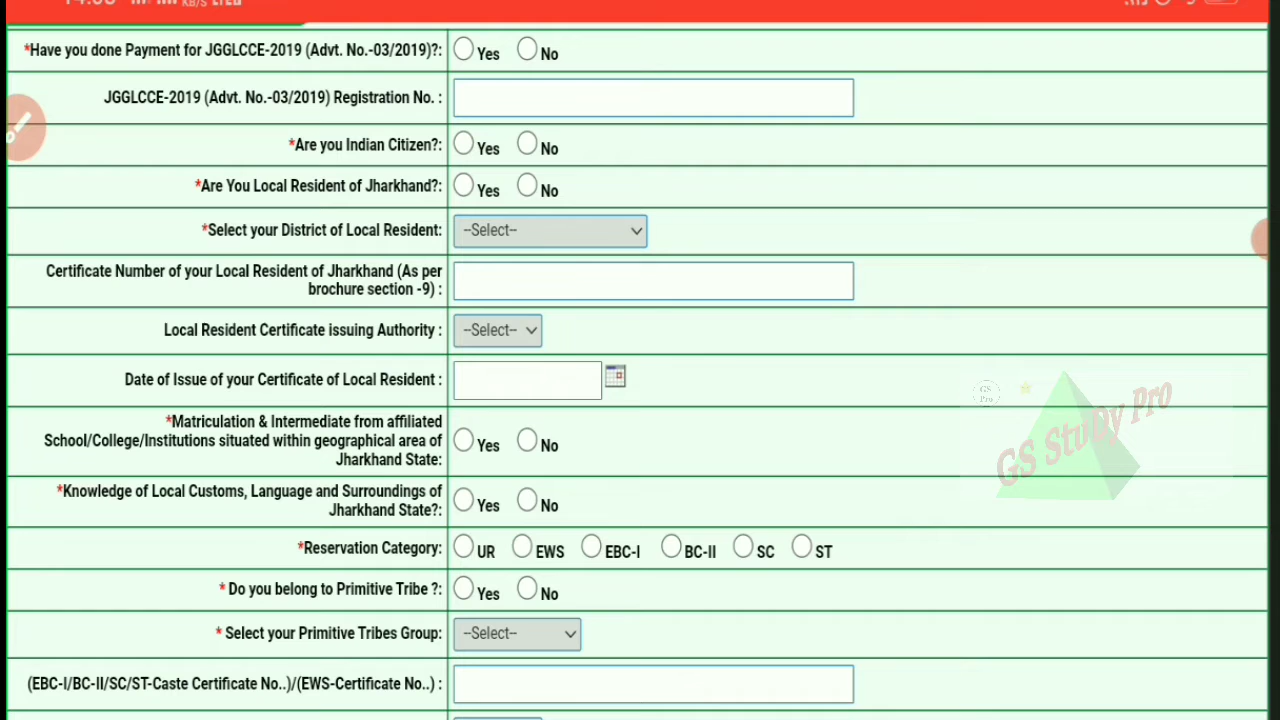 *Have you done Payment for JGGLCCE-2019 (Advt. No.-03/2019)?: Yes No
JGGLCCE-2019 (Advt. No.-03/2019) Registration No. :
*Are you Indian Citizen?: Yes No
*Are You Local Resident of Jharkhand?: Yes No
*Select your District of Local Resident: --Select--
Certificate Number of your Local Resident of Jharkhand (As per
brochure section -9) :
Local Resident Certificate issuing Authority : --Select--
Date of Issue of your Certificate of Local Resident :
GS
Pro
GS StuDy Pro
*Matriculation & Intermediate from affiliated
School/College/Institutions situated within geographical area of
Jharkhand State: Yes No
*Knowledge of Local Customs, Language and Surroundings of
Jharkhand State?: Yes No
*Reservation Category: UR EWS EBC-I BC-II SC ST
* Do you belong to Primitive Tribe ?: Yes No
* Select your Primitive Tribes Group: --Select--
(EBC-I/BC-II/SC/ST-Caste Certificate No..)/(EWS-Certificate No..) :